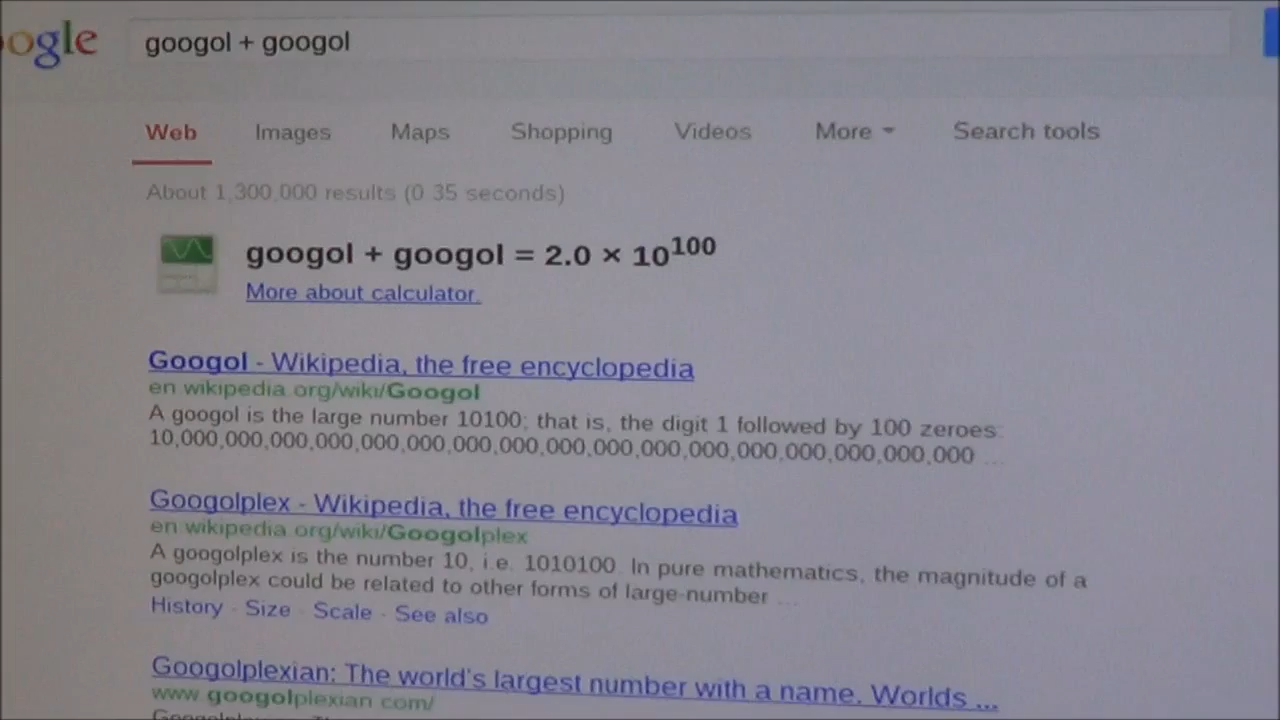 ogle googol + googol
Web Images Maps Shopping Videos More Search tools
About 1,300,000 results (0.35 seconds)
googol + googol = 2.0 × 10^100
More about calculator.
Googol - Wikipedia, the free encyclopedia
en.wikipedia.org/wiki/Googol
A googol is the large number 10100; that is, the digit 1 followed by 100 zeroes:
10,000,000,000,000,000,000,000,000,000,000,000,000,000,000,000,000,000 ...
Googolplex - Wikipedia, the free encyclopedia
en.wikipedia.org/wiki/Googolplex
A googolplex is the number 10, i.e. 1010100. In pure mathematics, the magnitude of a
googolplex could be related to other forms of large-number ...
History - Size - Scale - See also
Googolplexian: The world's largest number with a name. Worlds ...
www.googolplexian.com/